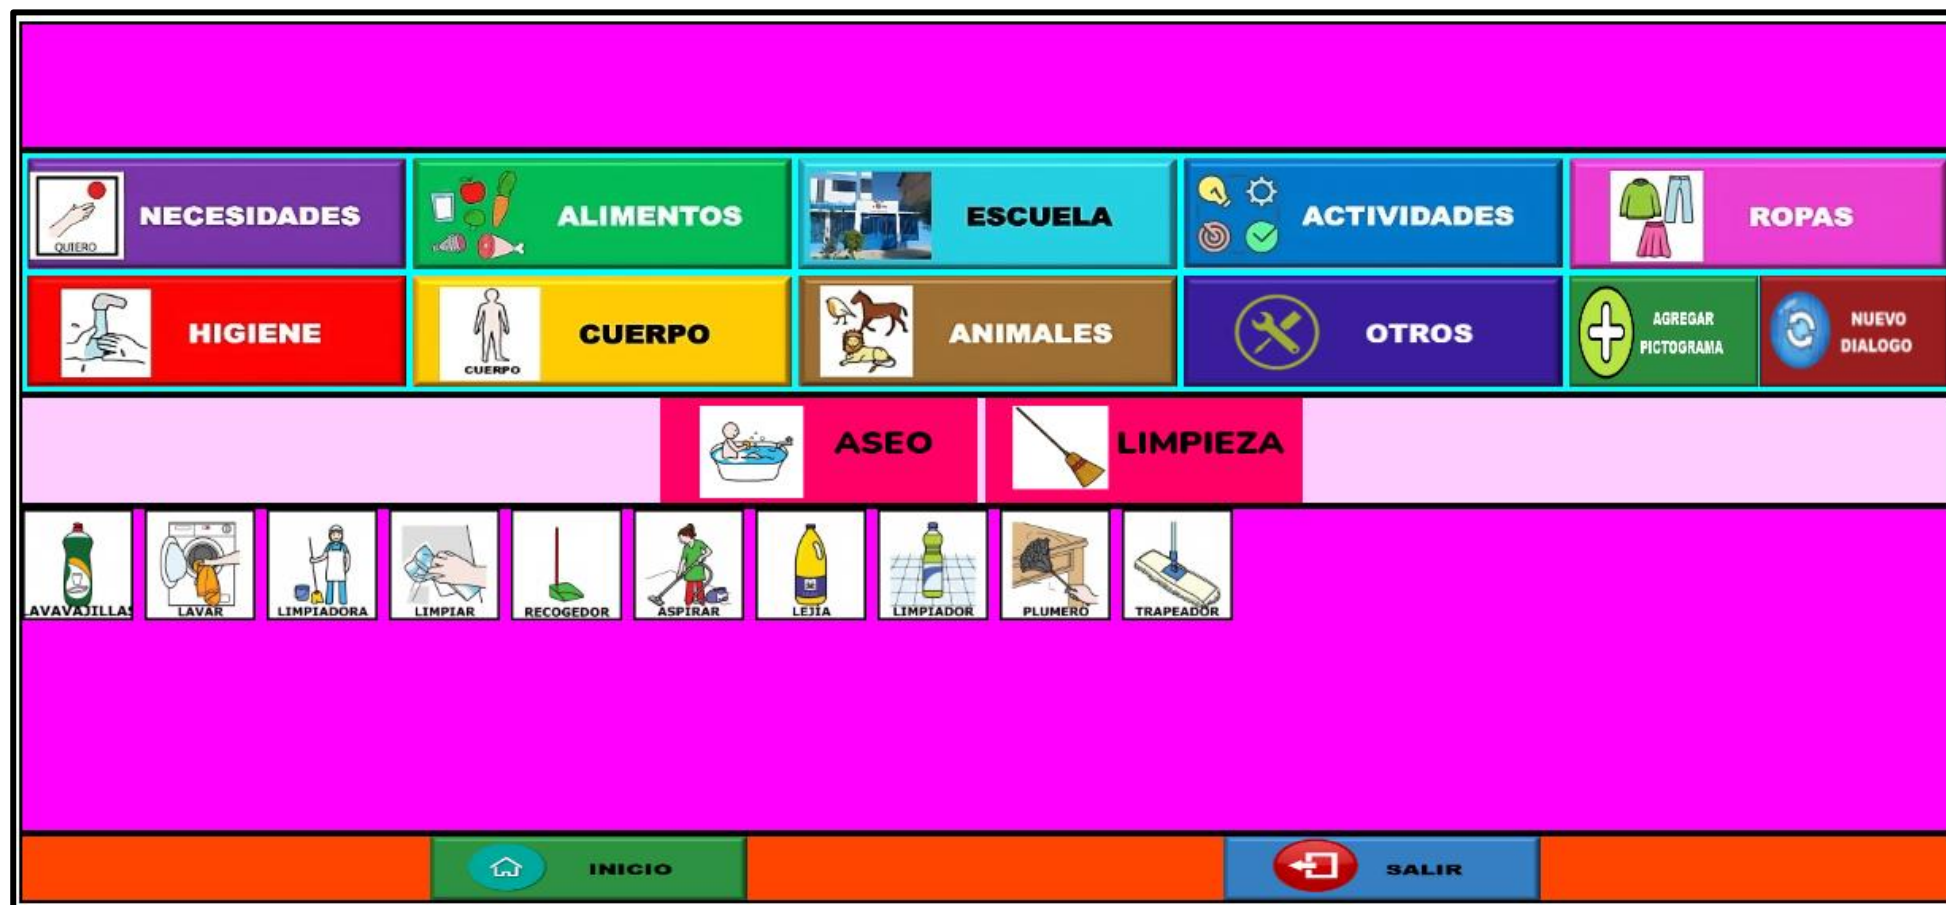 QUIERO
NECESIDADES
ALIMENTOS
ESCUELA
ACTIVIDADES
ROPAS
HIGIENE
CUERPO
CUERPO
ANIMALES
OTROS
AGREGAR
PICTOGRAMA
NUEVO
DIALOGO
ASEO
LIMPIEZA
LAVAVAJILLAS
LAVAR
LIMPIADORA
LIMPIAR
RECOGEDOR
ASPIRAR
LEJIA
LIMPIADOR
PLUMERO
TRAPEADOR
INICIO
SALIR